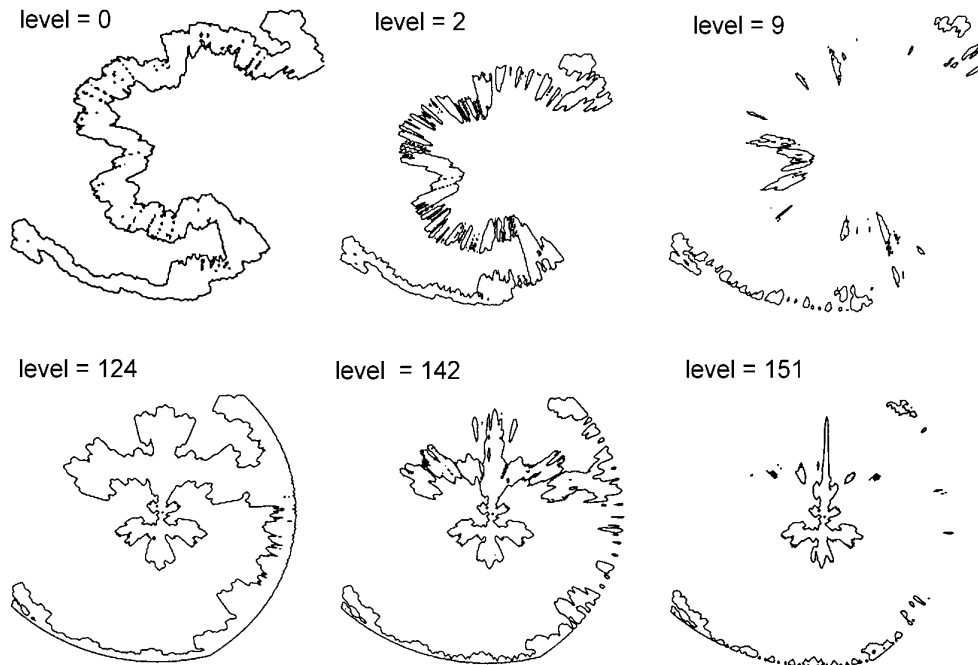 level = 0
level = 2
level = 9
level = 124
level = 142
level = 151